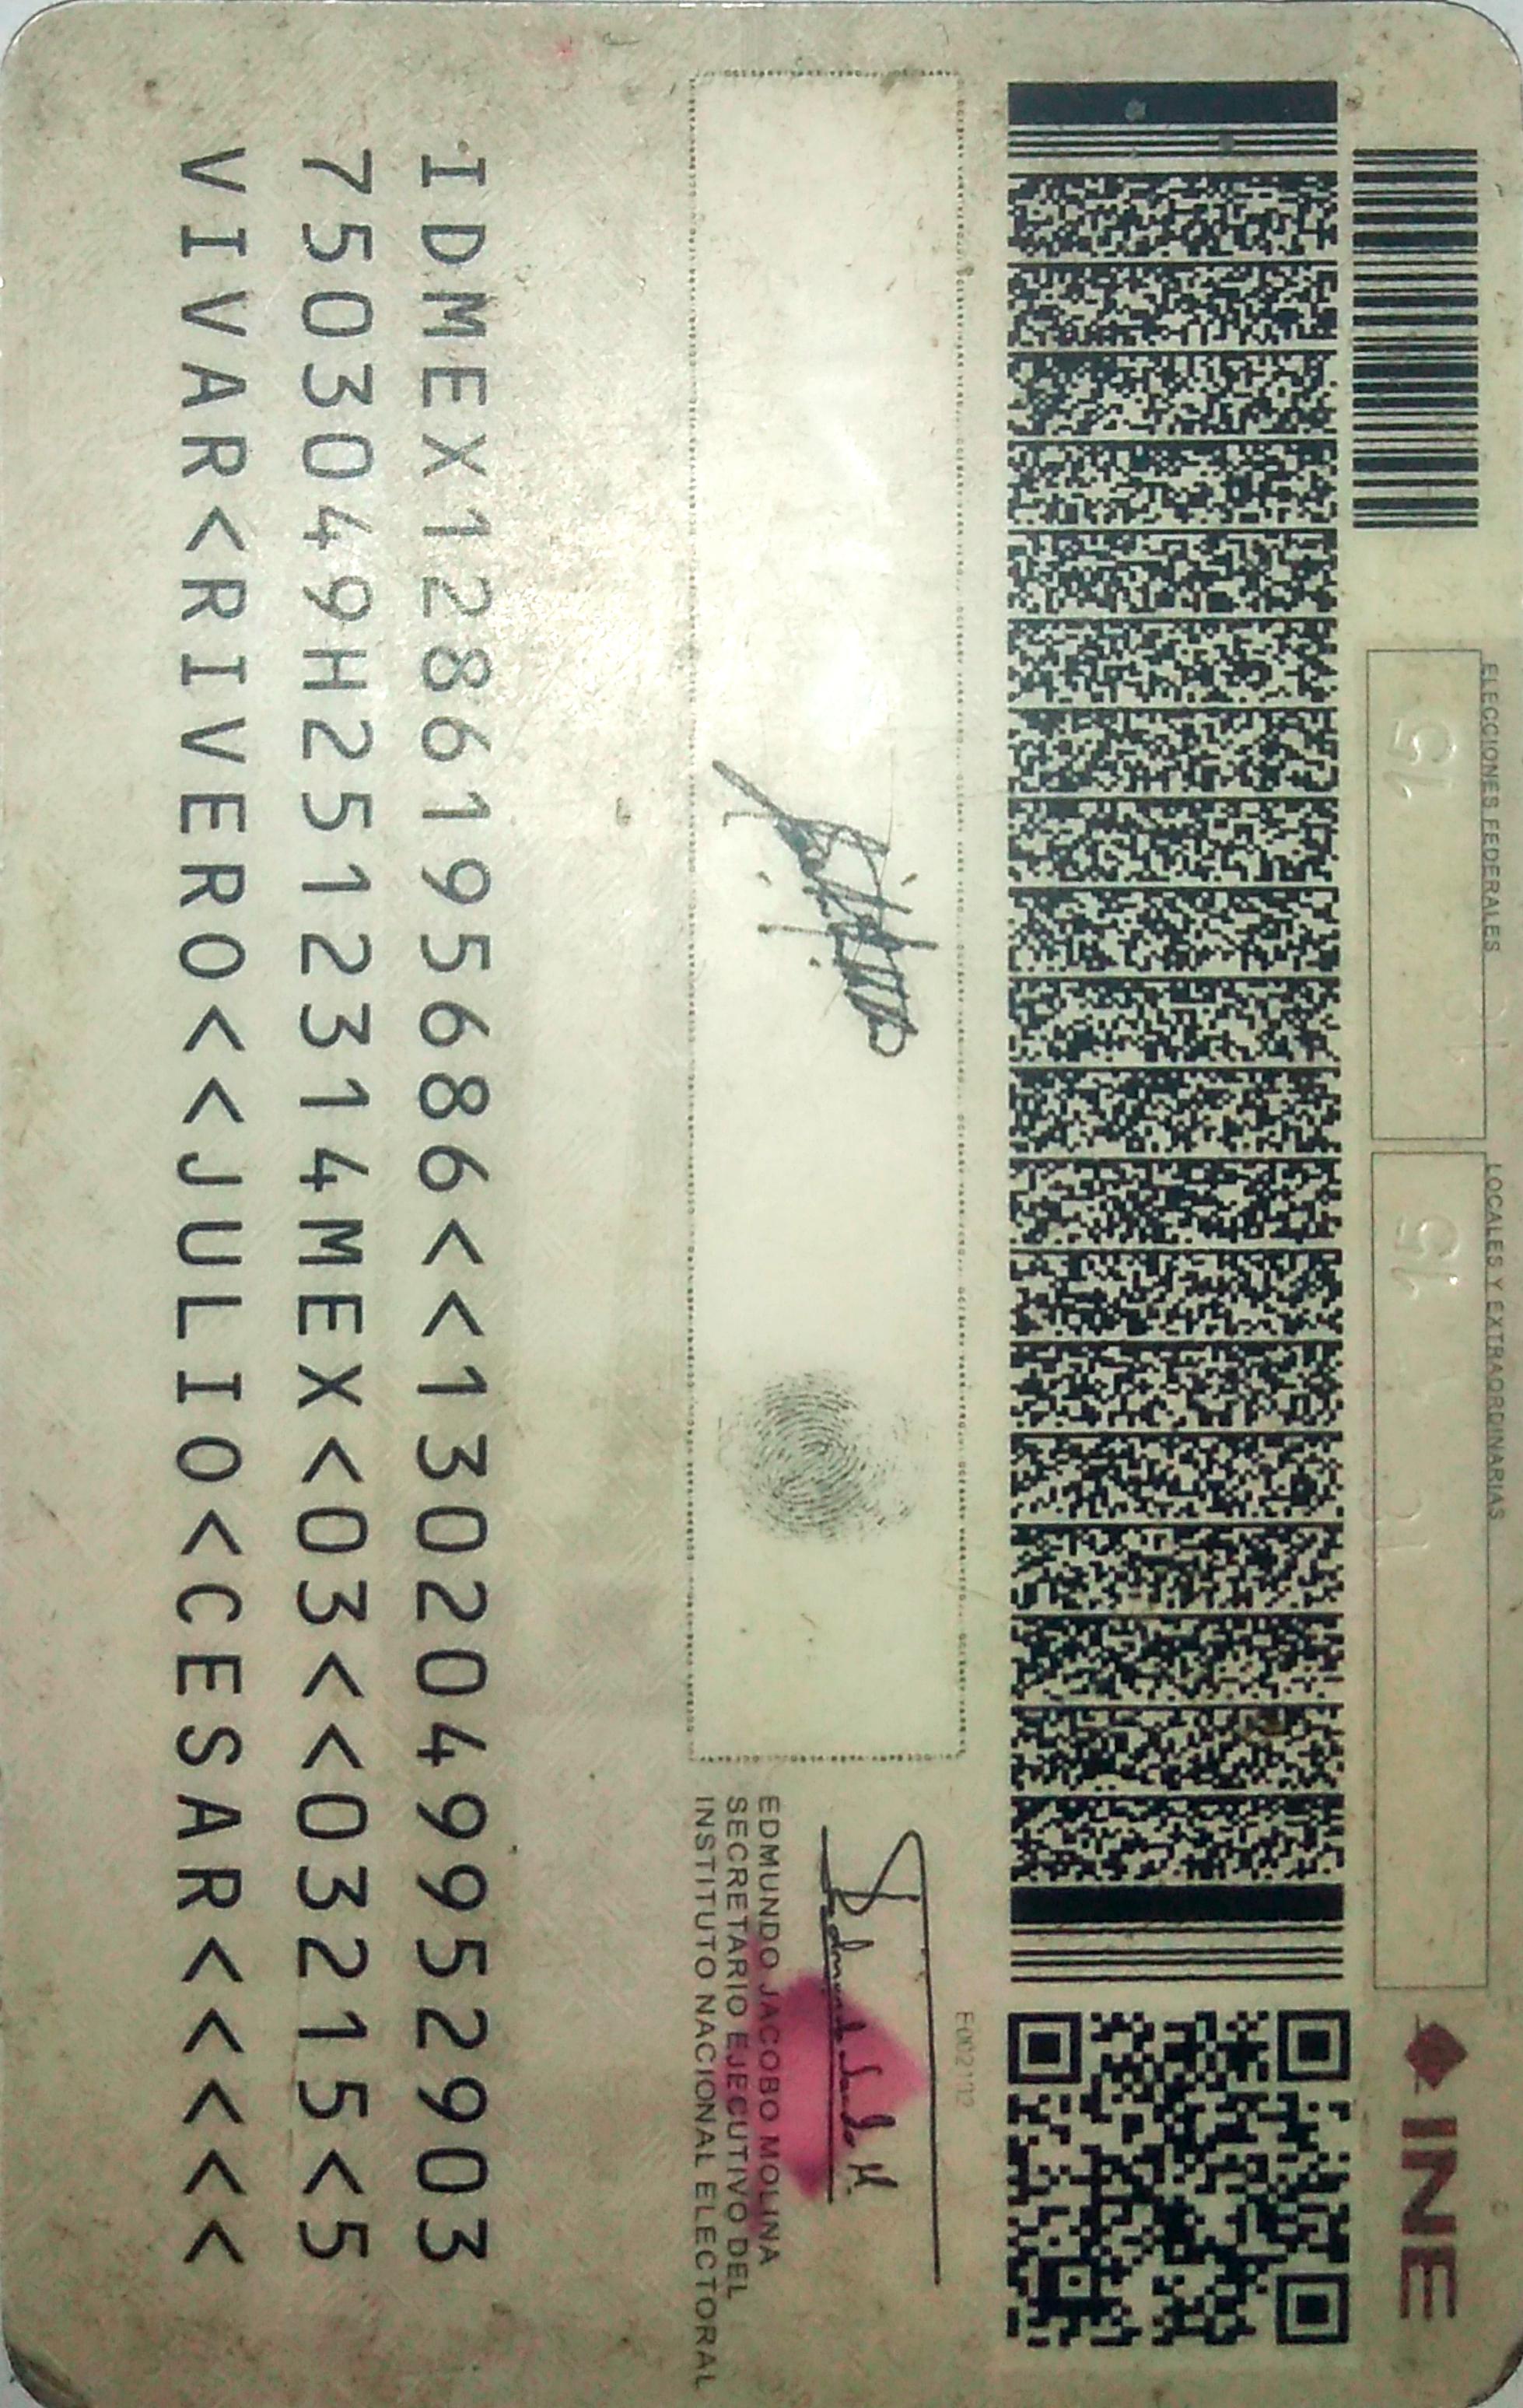 ELECCIONES FEDERALES
LOCALES Y EXTRAORDINARIAS
INE
15
15
EDMUNDO JACOBO MOLINA
SECRETARIO EJECUTIVO DEL
INSTITUTO NACIONAL ELECTORAL
IDMEX1286195686<<1302049952903
7503049H2512314MEX<03<<03215<5
VIVAR<RIVERO<<JULIO<CESAR<<<<<